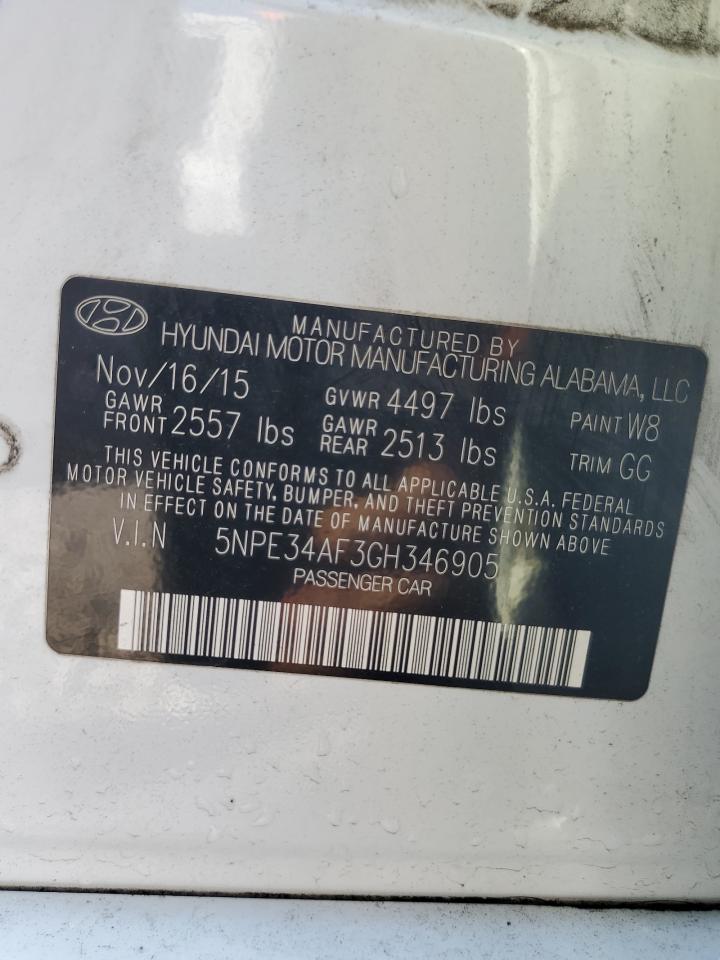 MANUFACTURED BY
HYUNDAI MOTOR MANUFACTURING ALABAMA, LLC
Nov/16/15 GVWR 4497 lbs PAINT W8
GAWR FRONT 2557 lbs GAWR REAR 2513 lbs TRIM GG
THIS VEHICLE CONFORMS TO ALL APPLICABLE U.S.A. FEDERAL
MOTOR VEHICLE SAFETY, BUMPER, AND THEFT PREVENTION STANDARDS
IN EFFECT ON THE DATE OF MANUFACTURE SHOWN ABOVE
V.I.N 5NPE34AF3GH346905
PASSENGER CAR